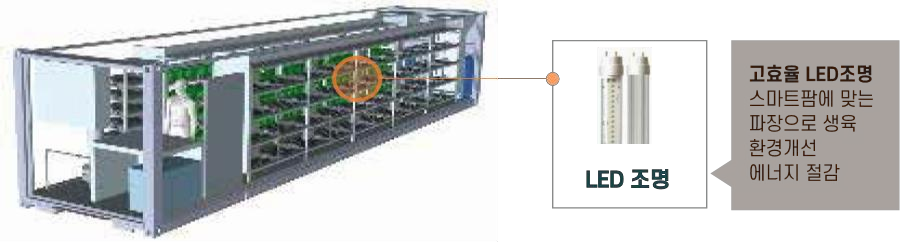 LED 조명
고효율 LED조명
스마트팜에 맞는
파장으로 생육
환경개선
에너지 절감